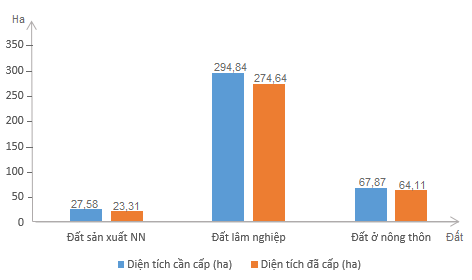 Ha
350
300
250
200
150
100
50
0
294,84
274,64
67,87
64,11
27,58
23,31
Đất sản xuất NN
Đất lâm nghiệp
Đất ở nông thôn
Đất
Diện tích cần cấp (ha)
Diện tích đã cấp (ha)